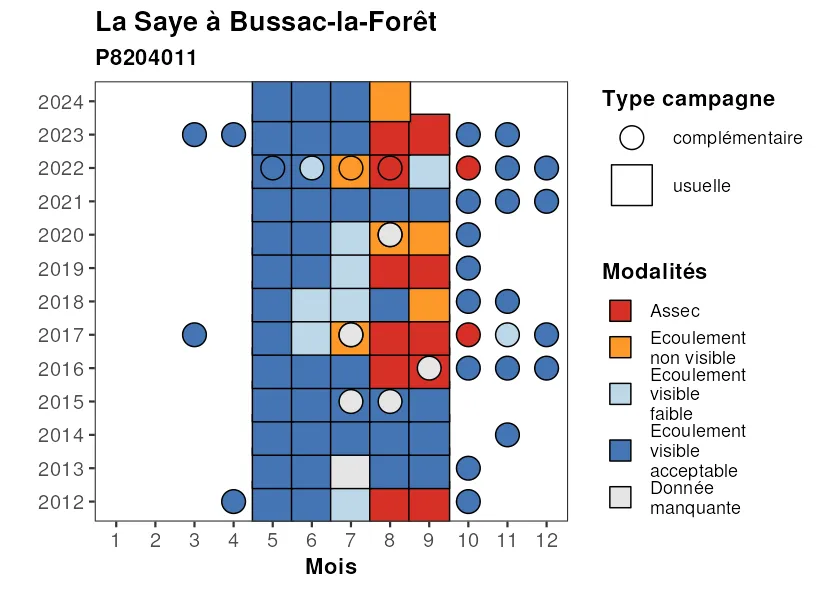 La Saye à Bussac-la-Forêt
P8204011
2024
2023
2022
2021
2020
2019
2018
2017
2016
2015
2014
2013
2012
1 2 3 4 5 6 7 8 9 10 11 12
Mois
Type campagne
complémentaire
usuelle
Modalités
Assec
Ecoulement
non visible
Ecoulement
visible
faible
Ecoulement
visible
acceptable
Donnée
manquante